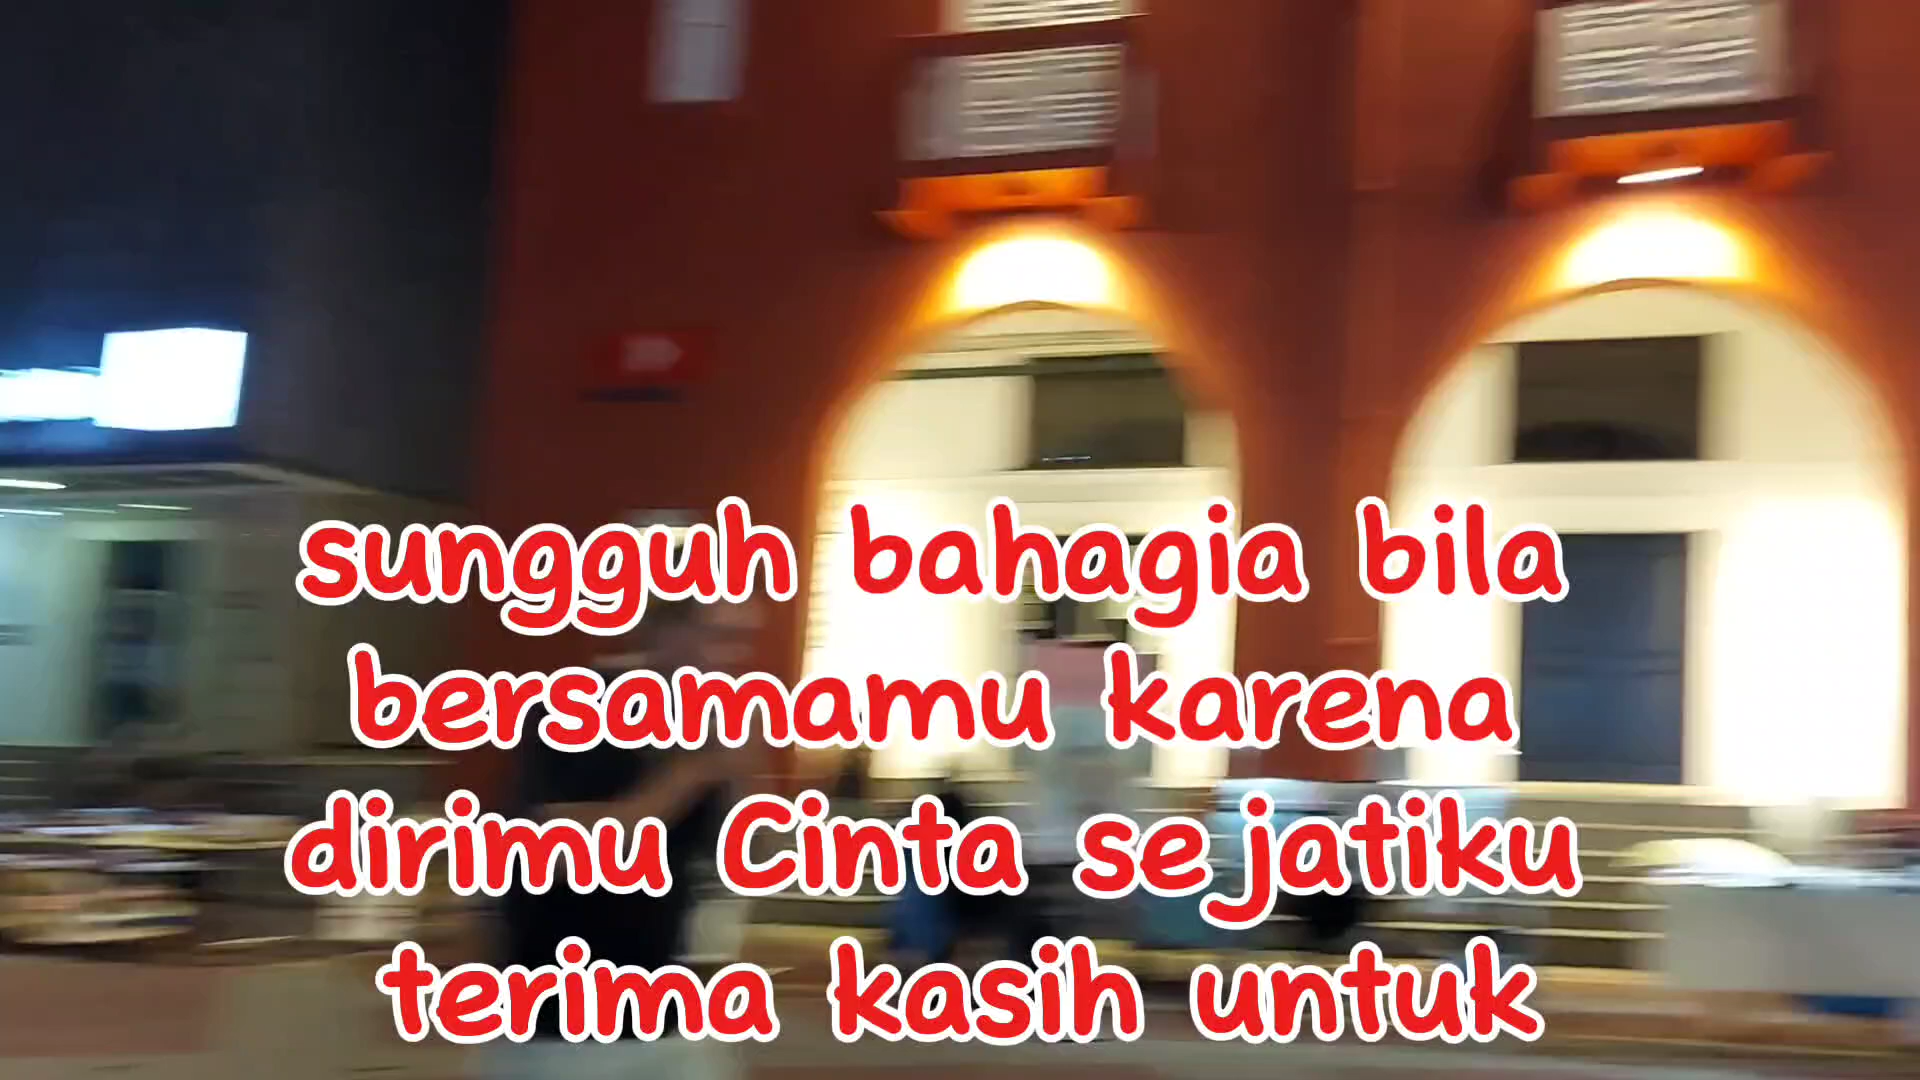 sungguh bahagia bila
bersamamu karena
dirimu Cinta sejatiku
terima kasih untuk